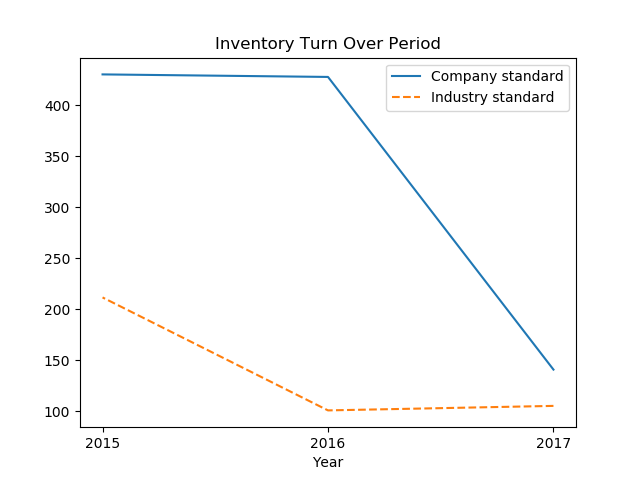 Inventory Turn Over Period
Company standard
Industry standard
400
350
300
250
200
150
100
2015
2016
2017
Year